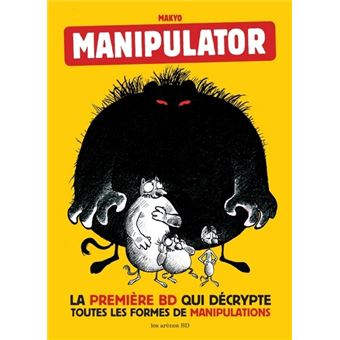 MAKYO
MANIPULATOR
LA PREMIÈRE BD QUI DÉCRYPTE
TOUTES LES FORMES DE MANIPULATIONS
les arènes BD